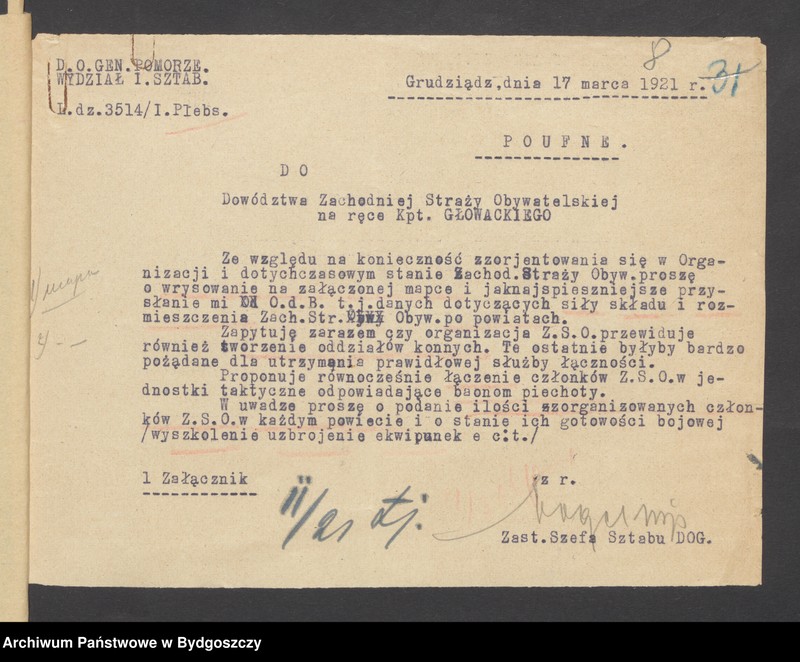 8
D.O.GEN.POMORZE.
WYDZIAŁ I.SZTAB.
Grudziądz,dnia 17 marca 1921 r.
31
L.dz.3514/I.Plebs.
P O U F N E .
D O
Dowództwa Zachodniej Straży Obywatelskiej
na ręce Kpt. GŁOWACKIEGO
Ze względu na konieczność zzorjentowania się w Orga-
nizacji i dotychczasowym stanie Zachod.Straży Obyw.proszę
o wrysowanie na załączonej mapce i jaknajspieszniejsze przy-
słanie mi O.d.B. t.j.danych dotyczących siły składu i roz-
mieszczenia Zach.Str. Obyw.po powiatach.
Zapytuję zarazem czy organizacja Z.S.O.przewiduje
również tworzenie oddziałów konnych. Te ostatnie byłyby bardzo
pożądane dla utrzymania prawidłowej służby łączności.
Proponuje równocześnie łączenie członków Z.S.O.w je-
dnostki taktyczne odpowiadające baonom piechoty.
W uwadze proszę o podanie ilości zzorganizowanych człon-
ków Z.S.O.w każdym powiecie i o stanie ich gotowości bojowej
/wyszkolenie uzbrojenie ekwipunek e c:t./
1 Załącznik
z r.
II/21
Zast.Szefa Sztabu DOG.
Archiwum Państwowe w Bydgoszczy